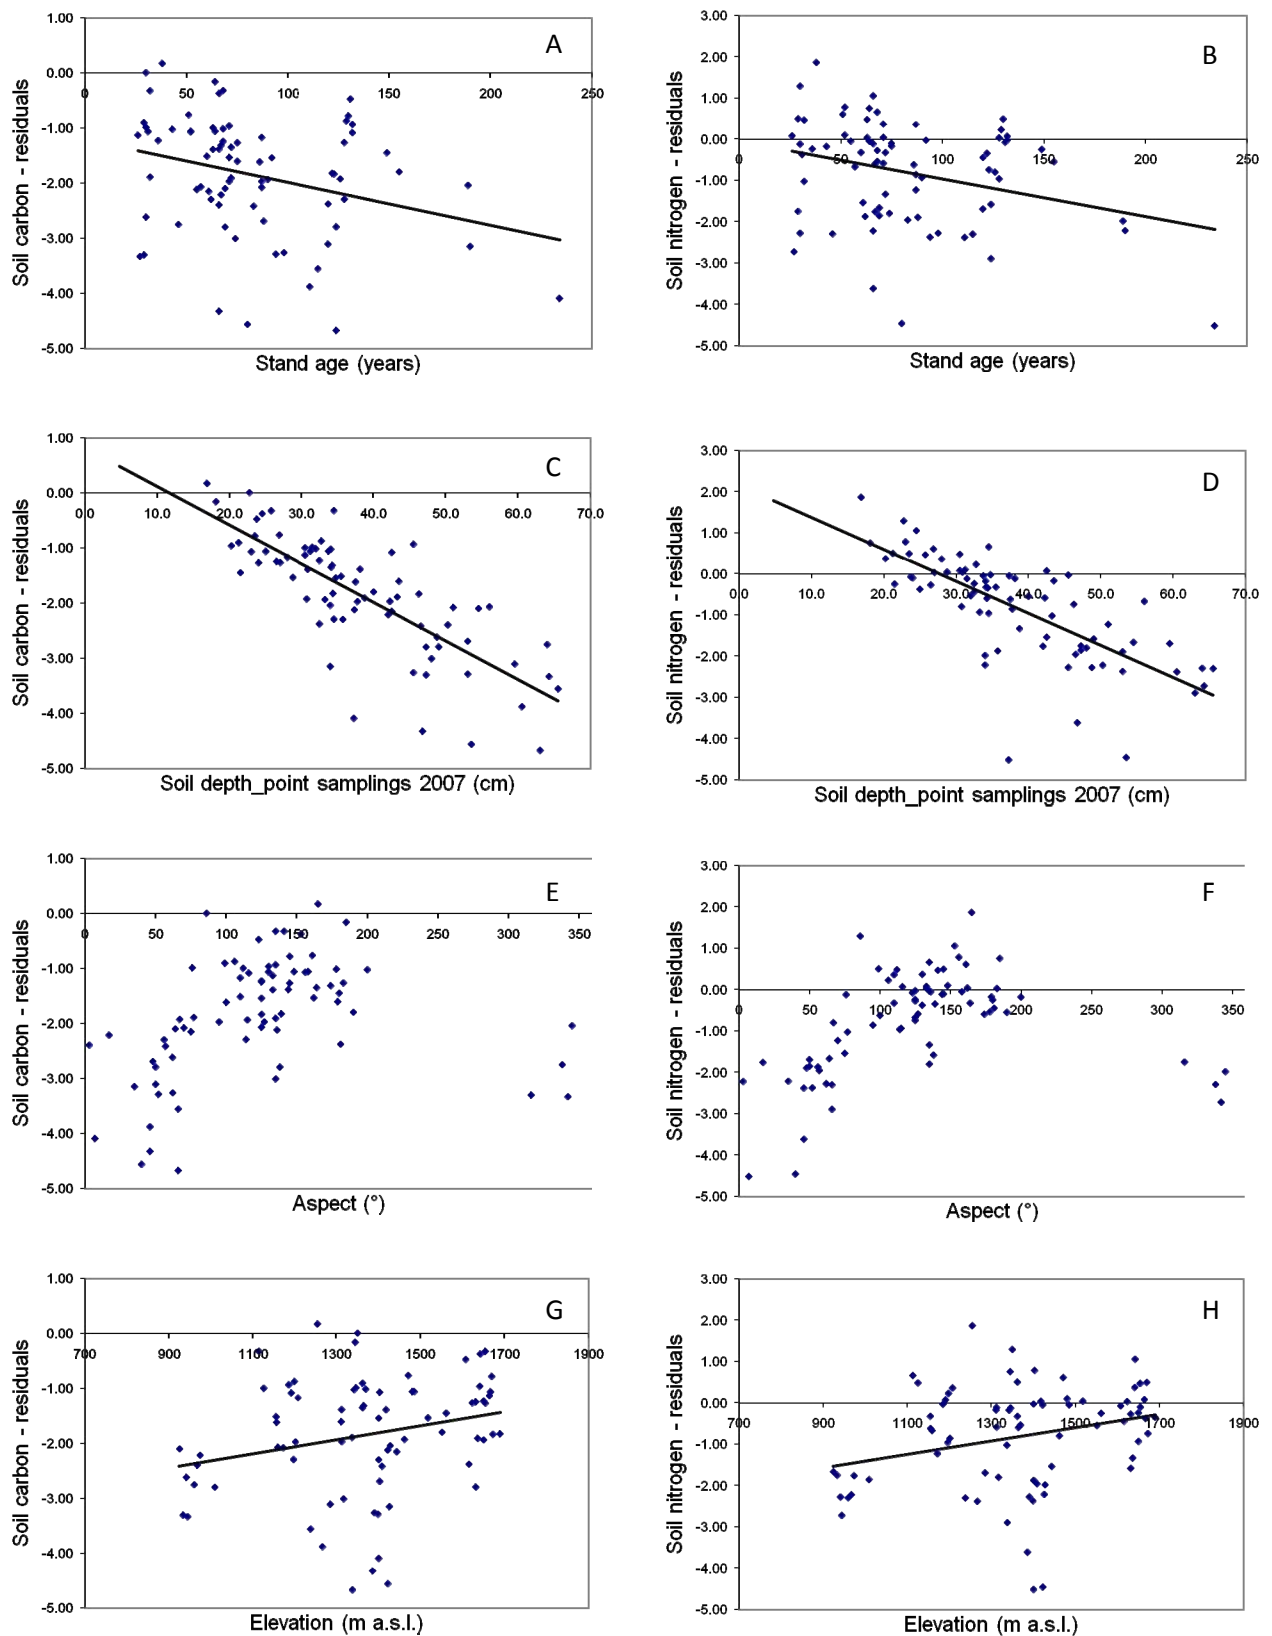 A
1.00
0.00
-1.00
-2.00
-3.00
-4.00
-5.00
0 50 100 150 200 250
Soil carbon - residuals
Stand age (years)
B
3.00
2.00
1.00
0.00
-1.00
-2.00
-3.00
-4.00
-5.00
0 50 100 150 200 250
Soil nitrogen - residuals
Stand age (years)
C
1.00
0.00
-1.00
-2.00
-3.00
-4.00
-5.00
0.0 10.0 20.0 30.0 40.0 50.0 60.0 70.0
Soil carbon - residuals
Soil depth_point samplings 2007 (cm)
D
3.00
2.00
1.00
0.00
-1.00
-2.00
-3.00
-4.00
-5.00
0.0 10.0 20.0 30.0 40.0 50.0 60.0 70.0
Soil nitrogen - residuals
Soil depth_point samplings 2007 (cm)
E
1.00
0.00
-1.00
-2.00
-3.00
-4.00
-5.00
0 50 100 150 200 250 300 350
Soil carbon - residuals
Aspect (°)
F
3.00
2.00
1.00
0.00
-1.00
-2.00
-3.00
-4.00
-5.00
0 50 100 150 200 250 300 350
Soil nitrogen - residuals
Aspect (°)
G
1.00
0.00
-1.00
-2.00
-3.00
-4.00
-5.00
700 900 1100 1300 1500 1700 1900
Soil carbon - residuals
Elevation (m a.s.l.)
H
3.00
2.00
1.00
0.00
-1.00
-2.00
-3.00
-4.00
-5.00
700 900 1100 1300 1500 1700 1900
Soil nitrogen - residuals
Elevation (m a.s.l.)